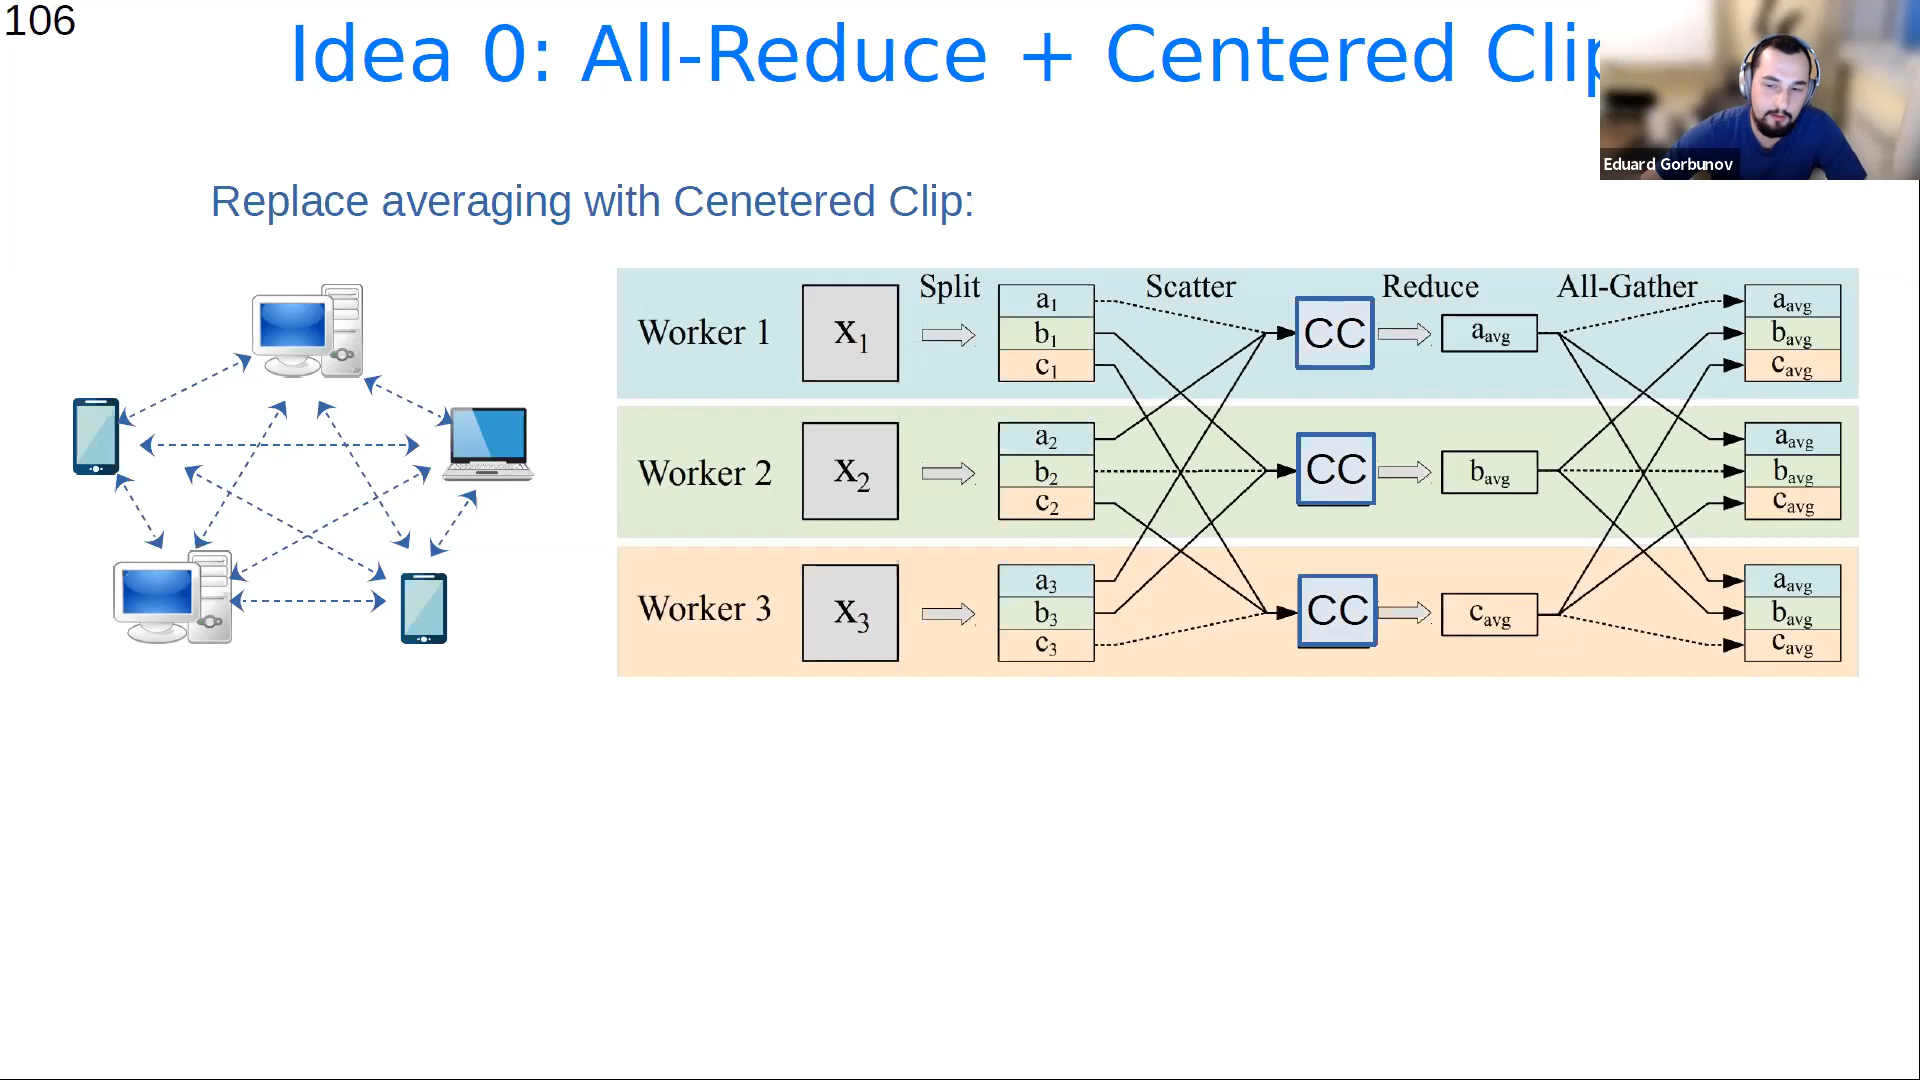 106
Idea 0: All-Reduce + Centered Clip
Eduard Gorbunov
Replace averaging with Cenetered Clip:
Split Scatter Reduce All-Gather
Worker 1 x1 a1 b1 c1 CC aavg aavg bavg cavg
Worker 2 x2 a2 b2 c2 CC bavg aavg bavg cavg
Worker 3 x3 a3 b3 c3 CC cavg aavg bavg cavg